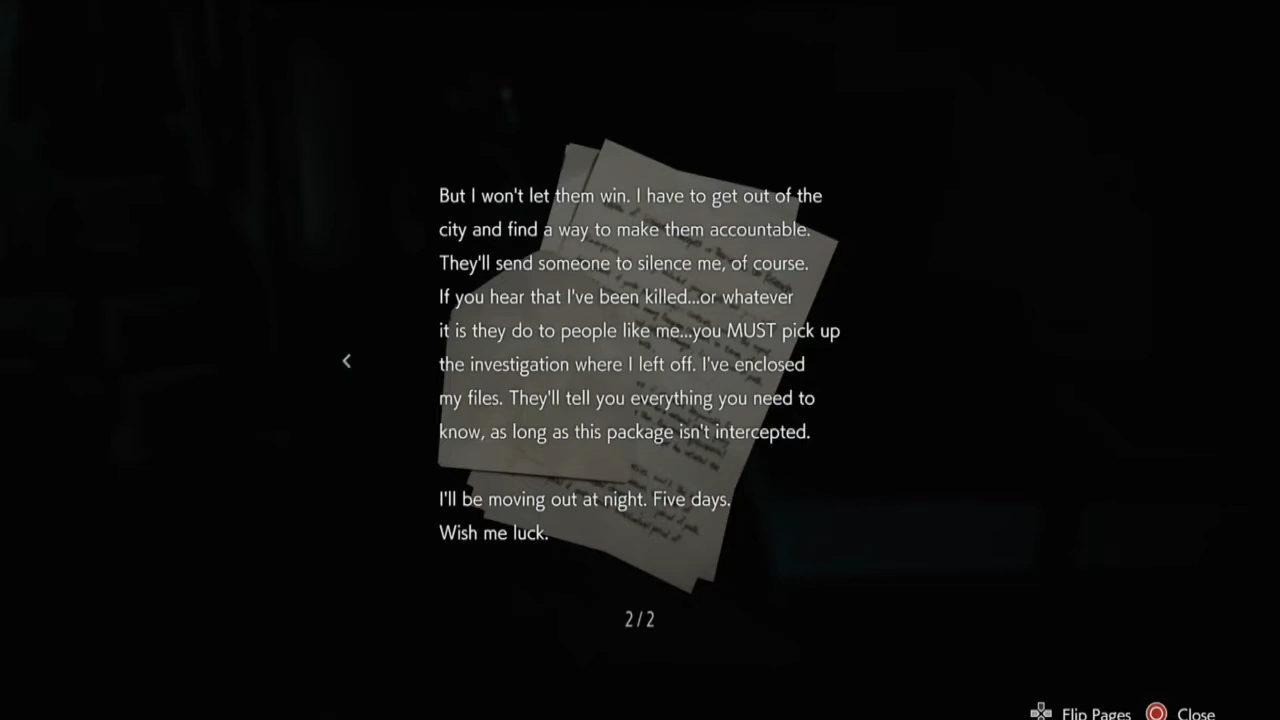 But I won't let them win. I have to get out of the
city and find a way to make them accountable.
They'll send someone to silence me, of course.
If you hear that I've been killed...or whatever
it is they do to people like me...you MUST pick up
the investigation where I left off. I've enclosed
my files. They'll tell you everything you need to
know, as long as this package isn't intercepted.
I'll be moving out at night. Five days.
Wish me luck.
2/2
Flip Pages Close